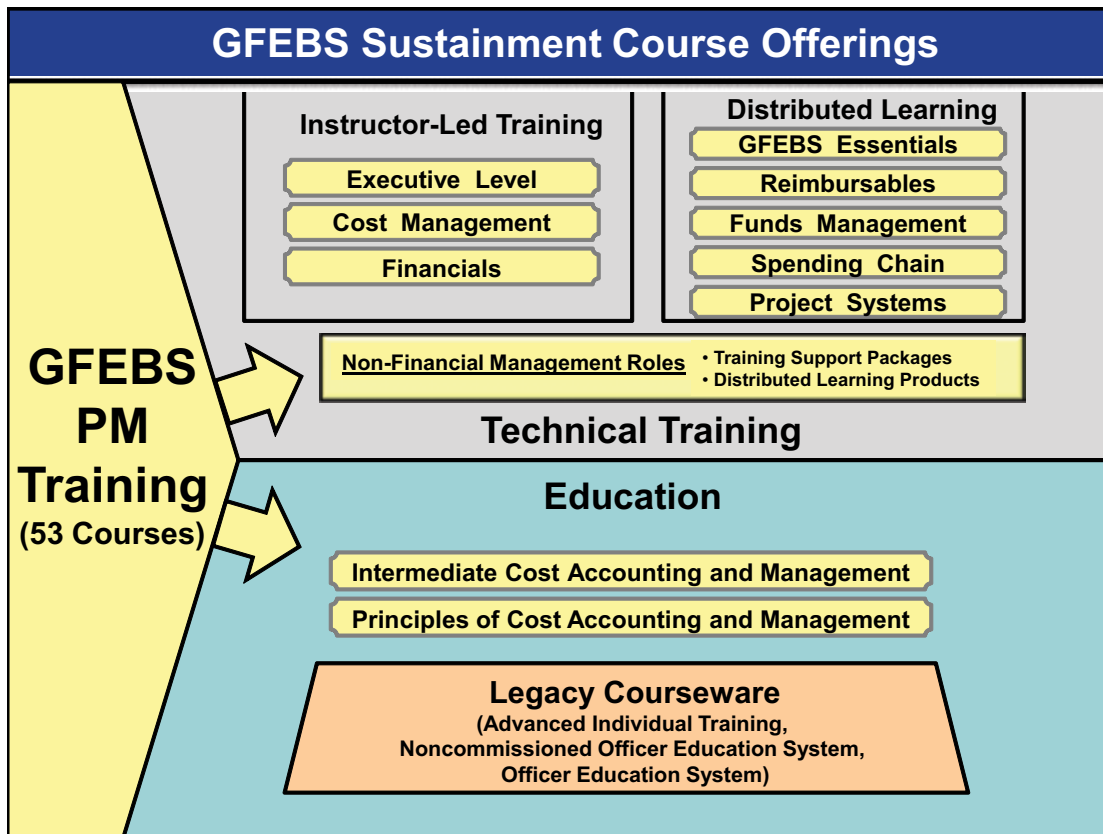 GFEBS Sustainment Course Offerings
GFEBS
PM
Training
(53 Courses)
Instructor-Led Training
Executive Level
Cost Management
Financials
Distributed Learning
GFEBS Essentials
Reimbursables
Funds Management
Spending Chain
Project Systems
Non-Financial Management Roles
• Training Support Packages
• Distributed Learning Products
Technical Training
Education
Intermediate Cost Accounting and Management
Principles of Cost Accounting and Management
Legacy Courseware
(Advanced Individual Training,
Noncommissioned Officer Education System,
Officer Education System)